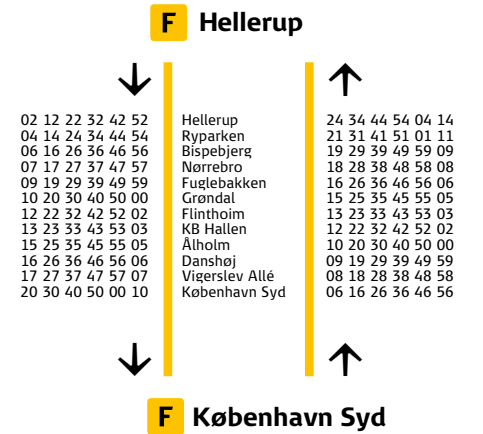 F Hellerup
02 12 22 32 42 52 Hellerup 24 34 44 54 04 14
04 14 24 34 44 54 Ryparken 21 31 41 51 01 11
06 16 26 36 46 56 Bispebjerg 19 29 39 49 59 09
07 17 27 37 47 57 Nørrebro 18 28 38 48 58 08
09 19 29 39 49 59 Fuglebakken 16 26 36 46 56 06
10 20 30 40 50 00 Grøndal 15 25 35 45 55 05
12 22 32 42 52 02 Flinthoim 13 23 33 43 53 03
13 23 33 43 53 03 KB Hallen 12 22 32 42 52 02
15 25 35 45 55 05 Ålholm 10 20 30 40 50 00
16 26 36 46 56 06 Danshøj 09 19 29 39 49 59
17 27 37 47 57 07 Vigerslev Allé 08 18 28 38 48 58
20 30 40 50 00 10 København Syd 06 16 26 36 46 56
F København Syd